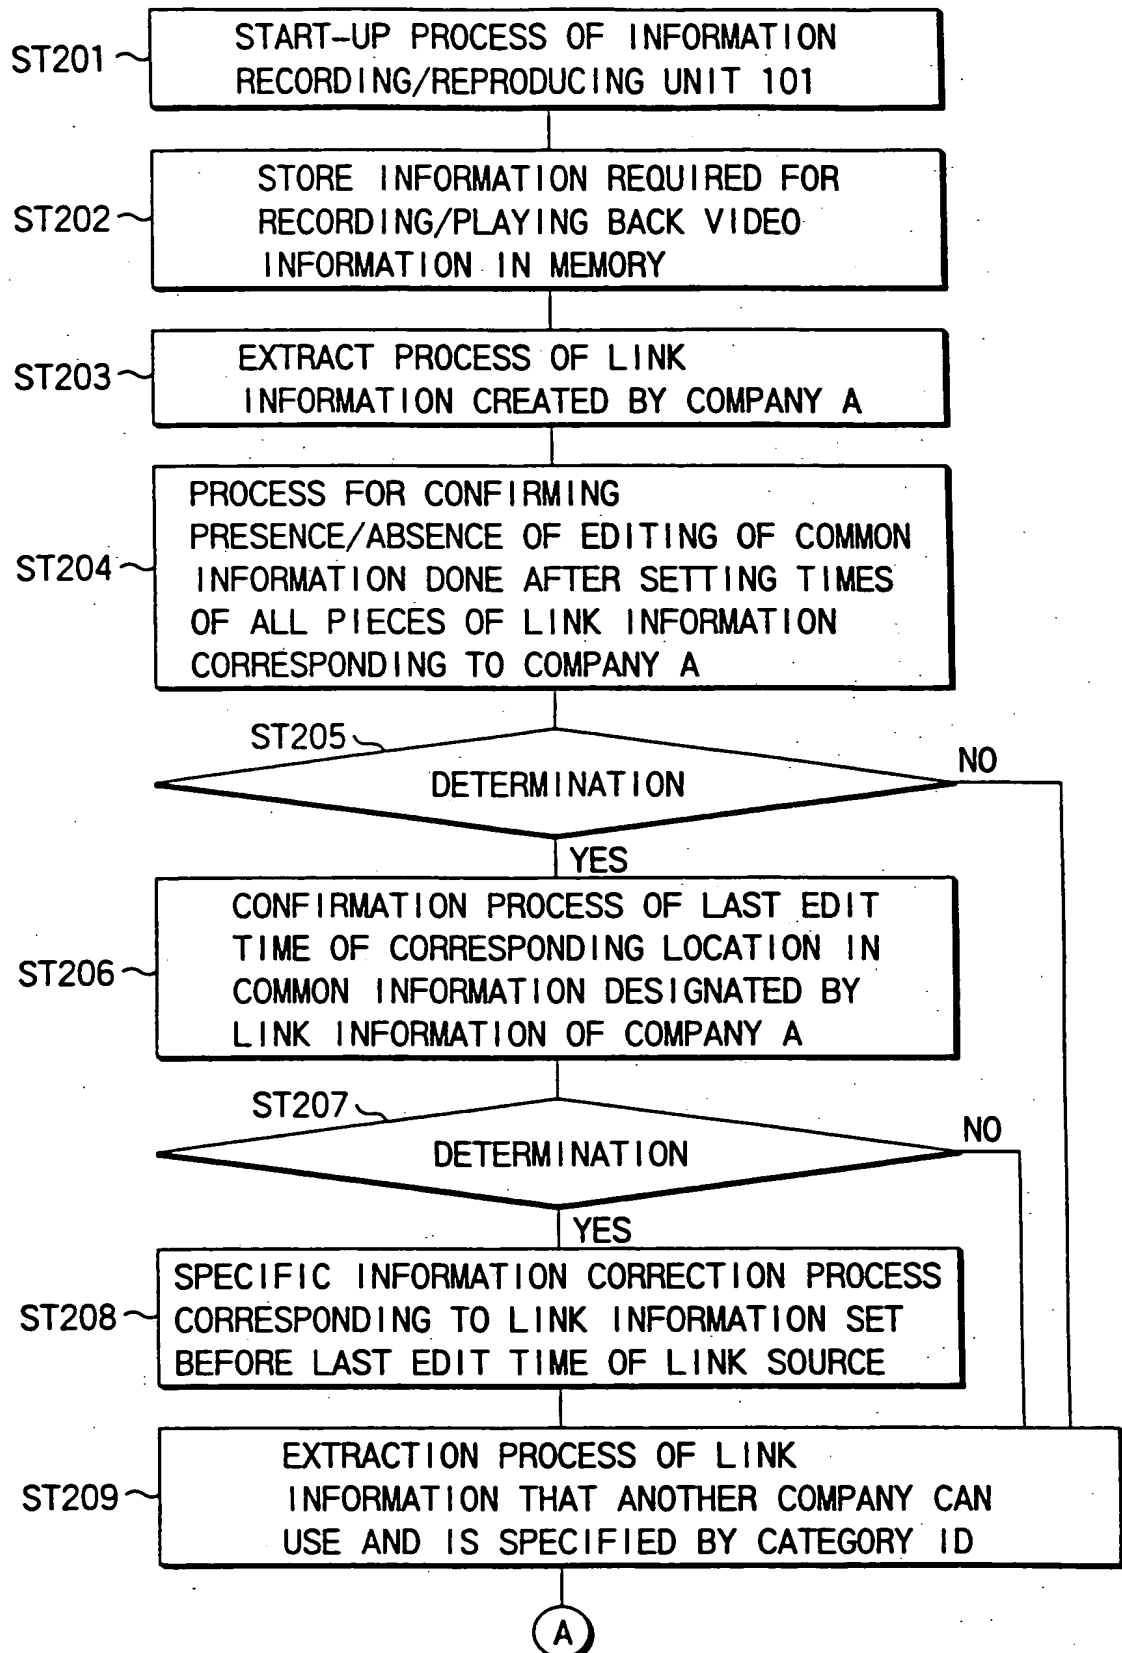 ST201
START-UP PROCESS OF INFORMATION
RECORDING/REPRODUCING UNIT 101
ST202
STORE INFORMATION REQUIRED FOR
RECORDING/PLAYING BACK VIDEO
INFORMATION IN MEMORY
ST203
EXTRACT PROCESS OF LINK
INFORMATION CREATED BY COMPANY A
ST204
PROCESS FOR CONFIRMING
PRESENCE/ABSENCE OF EDITING OF COMMON
INFORMATION DONE AFTER SETTING TIMES
OF ALL PIECES OF LINK INFORMATION
CORRESPONDING TO COMPANY A
ST205
DETERMINATION
NO
YES
ST206
CONFIRMATION PROCESS OF LAST EDIT
TIME OF CORRESPONDING LOCATION IN
COMMON INFORMATION DESIGNATED BY
LINK INFORMATION OF COMPANY A
ST207
DETERMINATION
NO
YES
ST208
SPECIFIC INFORMATION CORRECTION PROCESS
CORRESPONDING TO LINK INFORMATION SET
BEFORE LAST EDIT TIME OF LINK SOURCE
ST209
EXTRACTION PROCESS OF LINK
INFORMATION THAT ANOTHER COMPANY CAN
USE AND IS SPECIFIED BY CATEGORY ID
A